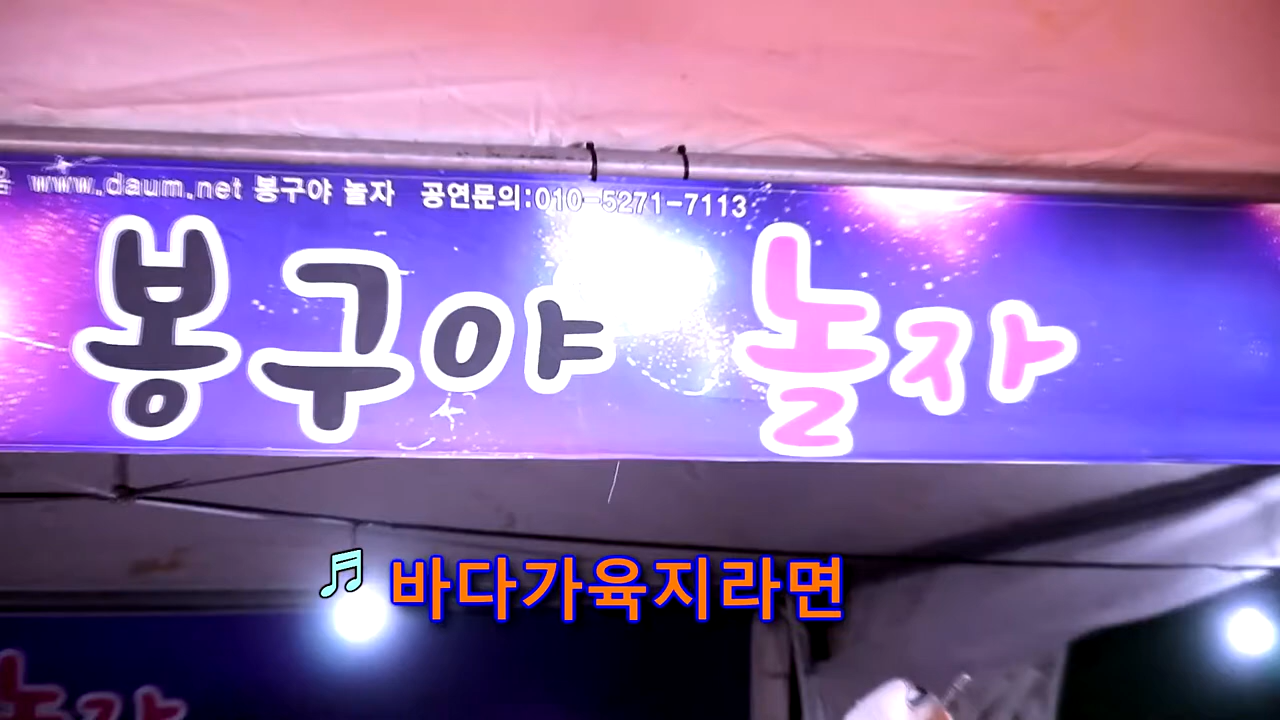 www.daum.net 봉구야 놀자 공연문의:010-5271-7113
봉구야 놀자
♫ 바다가육지라면